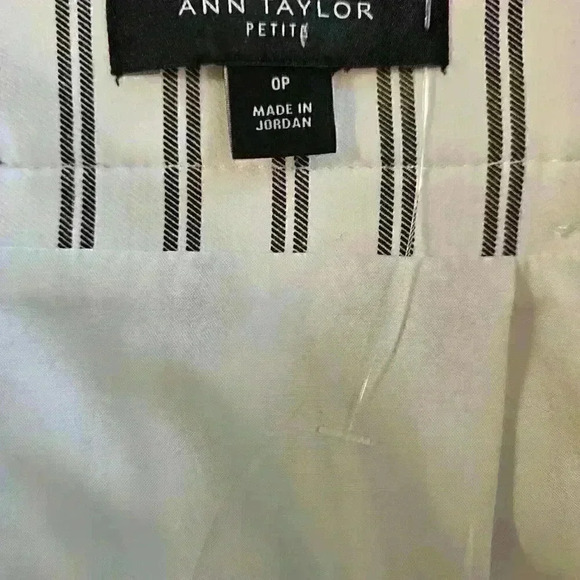 ANN TAYLOR
PETITE
0P
MADE IN
JORDAN